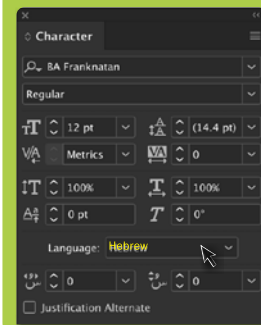 Character
BA Franknatan
Regular
12 pt (14.4 pt)
Metrics 0
100% 100%
0 pt 0°
Language: Hebrew
0 0
Justification Alternate